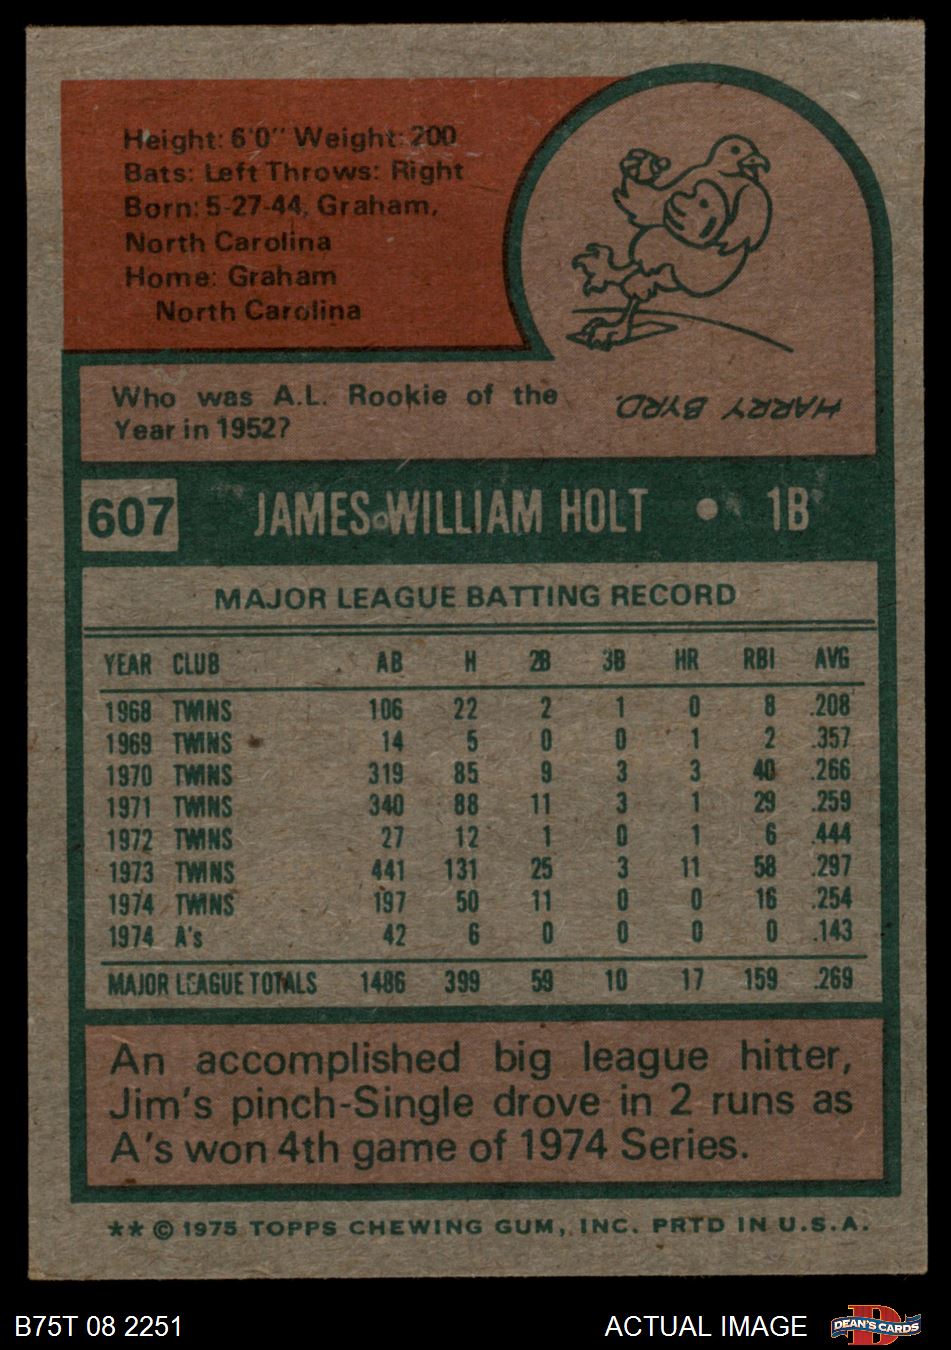 Height: 6'0" Weight: 200
Bats: Left Throws: Right
Born: 5-27-44, Graham,
North Carolina
Home: Graham
North Carolina
Who was A.L. Rookie of the
Year in 1952?
HARRY BYRD.
607 JAMES WILLIAM HOLT • 1B
MAJOR LEAGUE BATTING RECORD
YEAR CLUB AB H 2B 3B HR RBI AVG
1968 TWINS 106 22 2 1 0 8 .208
1969 TWINS 14 5 0 0 1 2 .357
1970 TWINS 319 85 9 3 3 40 .266
1971 TWINS 340 88 11 3 1 29 .259
1972 TWINS 27 12 1 0 1 6 .444
1973 TWINS 441 131 25 3 11 58 .297
1974 TWINS 197 50 11 0 0 16 .254
1974 A's 42 6 0 0 0 0 .143
MAJOR LEAGUE TOTALS 1486 399 59 10 17 159 .269
An accomplished big league hitter,
Jim's pinch-Single drove in 2 runs as
A's won 4th game of 1974 Series.
** © 1975 TOPPS CHEWING GUM, INC. PRTD IN U.S.A.
B75T 08 2251 ACTUAL IMAGE DEAN'S CARDS